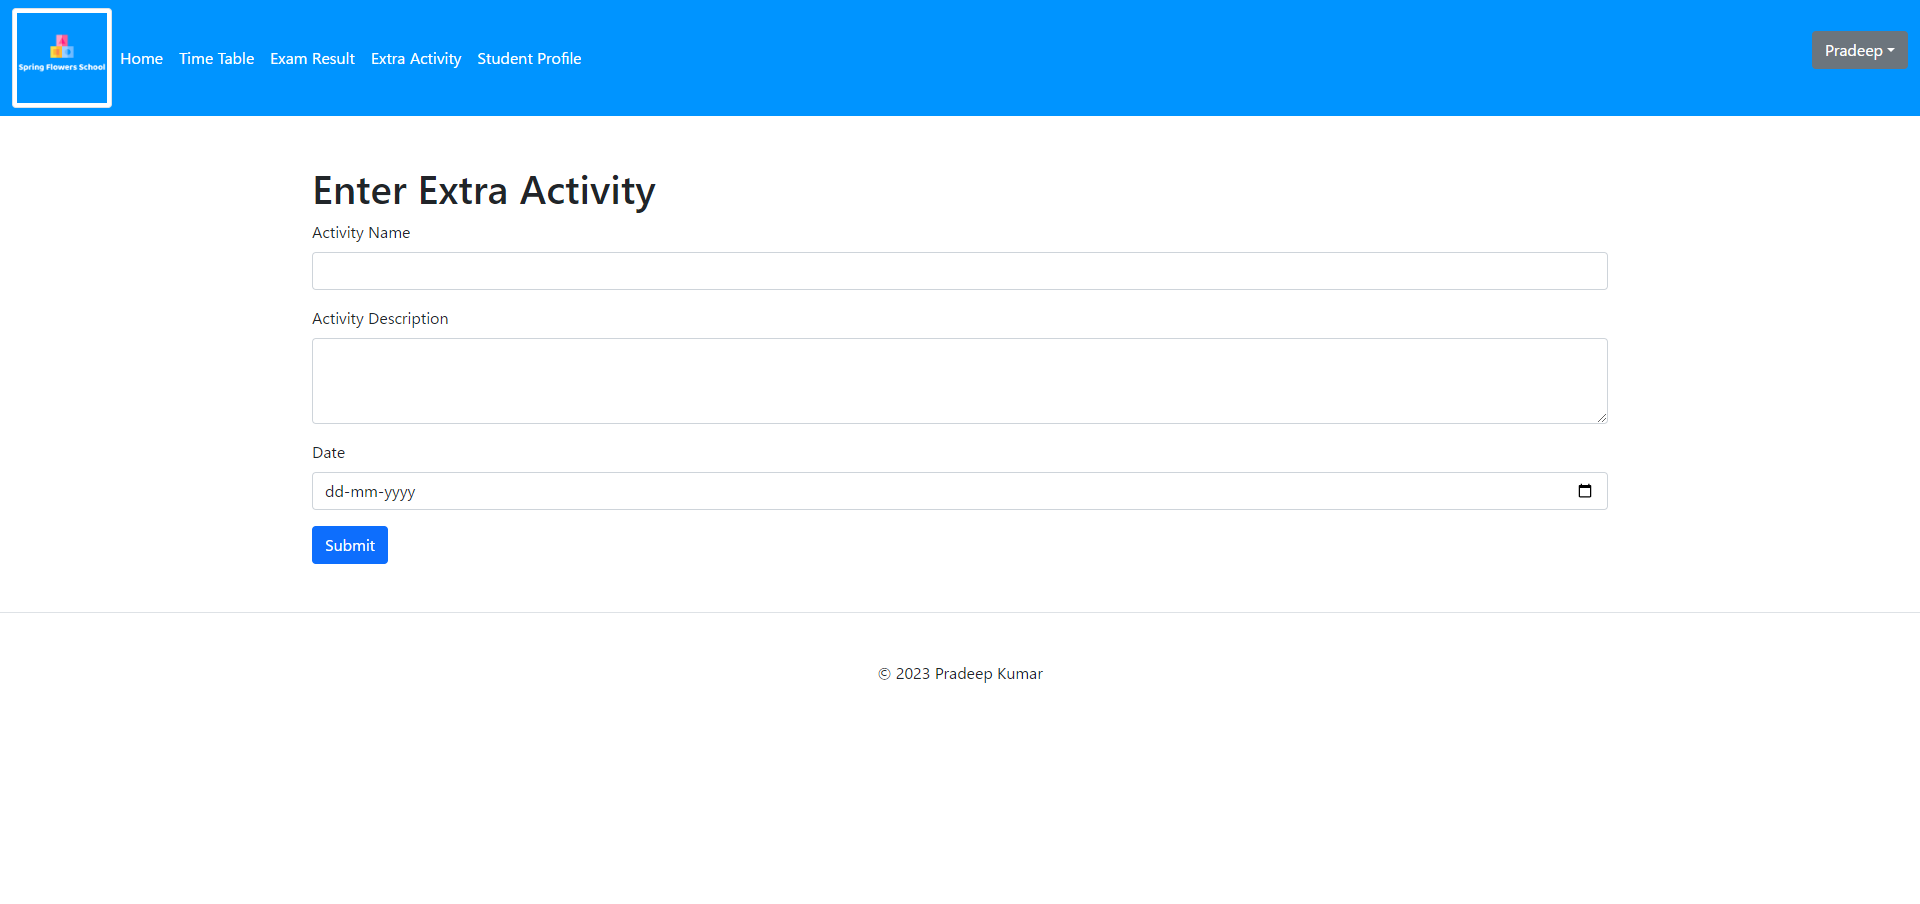 Spring Flowers School
Home Time Table Exam Result Extra Activity Student Profile
Pradeep
Enter Extra Activity
Activity Name
Activity Description
Date
dd-mm-yyyy
Submit
© 2023 Pradeep Kumar